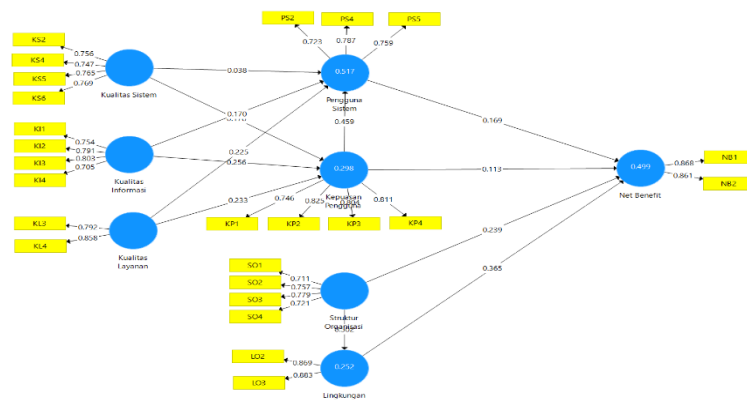 PS2
PS4
PS5
KS2
KS4
KS5
KS6
0.756
0.747
0.765
0.769
Kualitas Sistem
0.723
0.787
0.759
0.517
Pengguna
Sistem
0.038
0.170
0.459
0.225
0.169
KI1
KI2
KI3
KI4
0.754
0.791
0.803
0.705
Kualitas
Informasi
0.256
0.298
Kepuasan
Pengguna
0.113
0.499
Net Benefit
0.868
0.861
NB1
NB2
KL3
KL4
0.792
0.858
Kualitas
Layanan
0.233
0.746
0.825
0.811
KP1
KP2
KP3
KP4
0.239
0.365
SO1
SO2
SO3
SO4
0.711
0.757
0.779
0.721
Struktur
Organisasi
LO2
LO3
0.869
0.883
0.252
Lingkungan